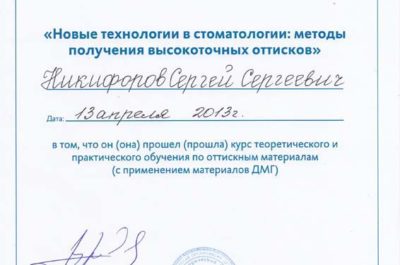 «Новые технологии в стоматологии: методы
получения высокоточных оттисков»
Никифоров Сергей Сергеевич
Дата: 13 апреля 2013г.
в том, что он (она) прошел (прошла) курс теоретического и
практического обучения по оттискным материалам
(с применением материалов ДМГ)